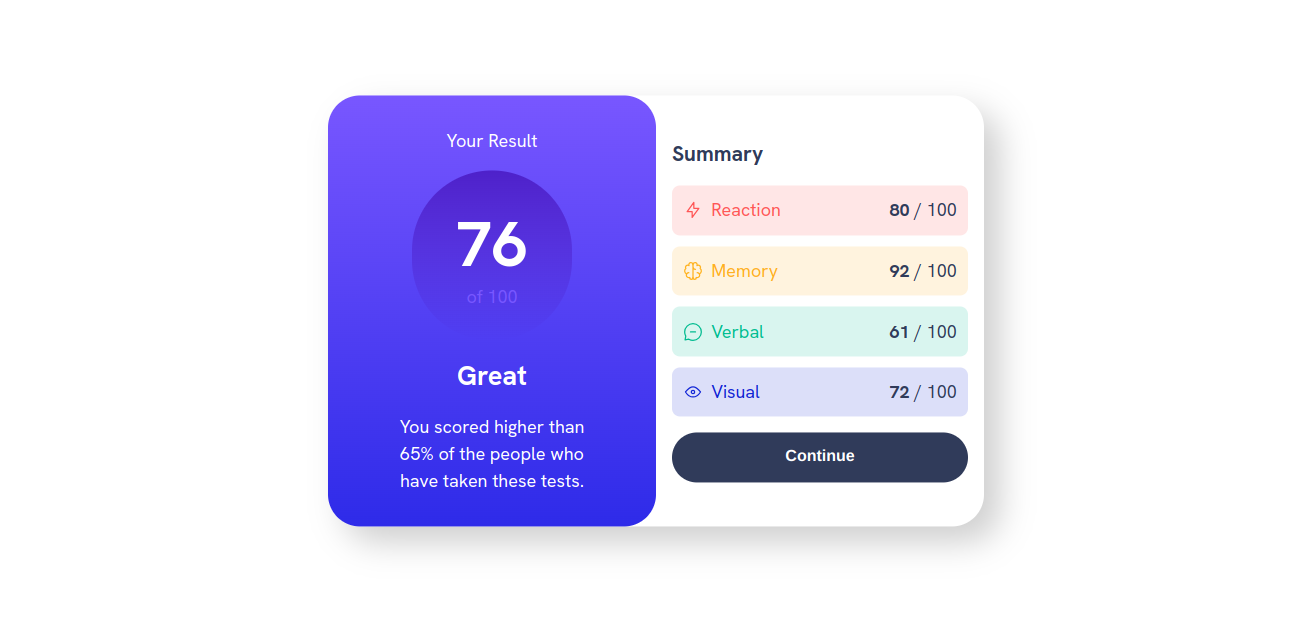 Your Result
76
of 100
Great
You scored higher than
65% of the people who
have taken these tests.
Summary
Reaction 80 / 100
Memory 92 / 100
Verbal 61 / 100
Visual 72 / 100
Continue